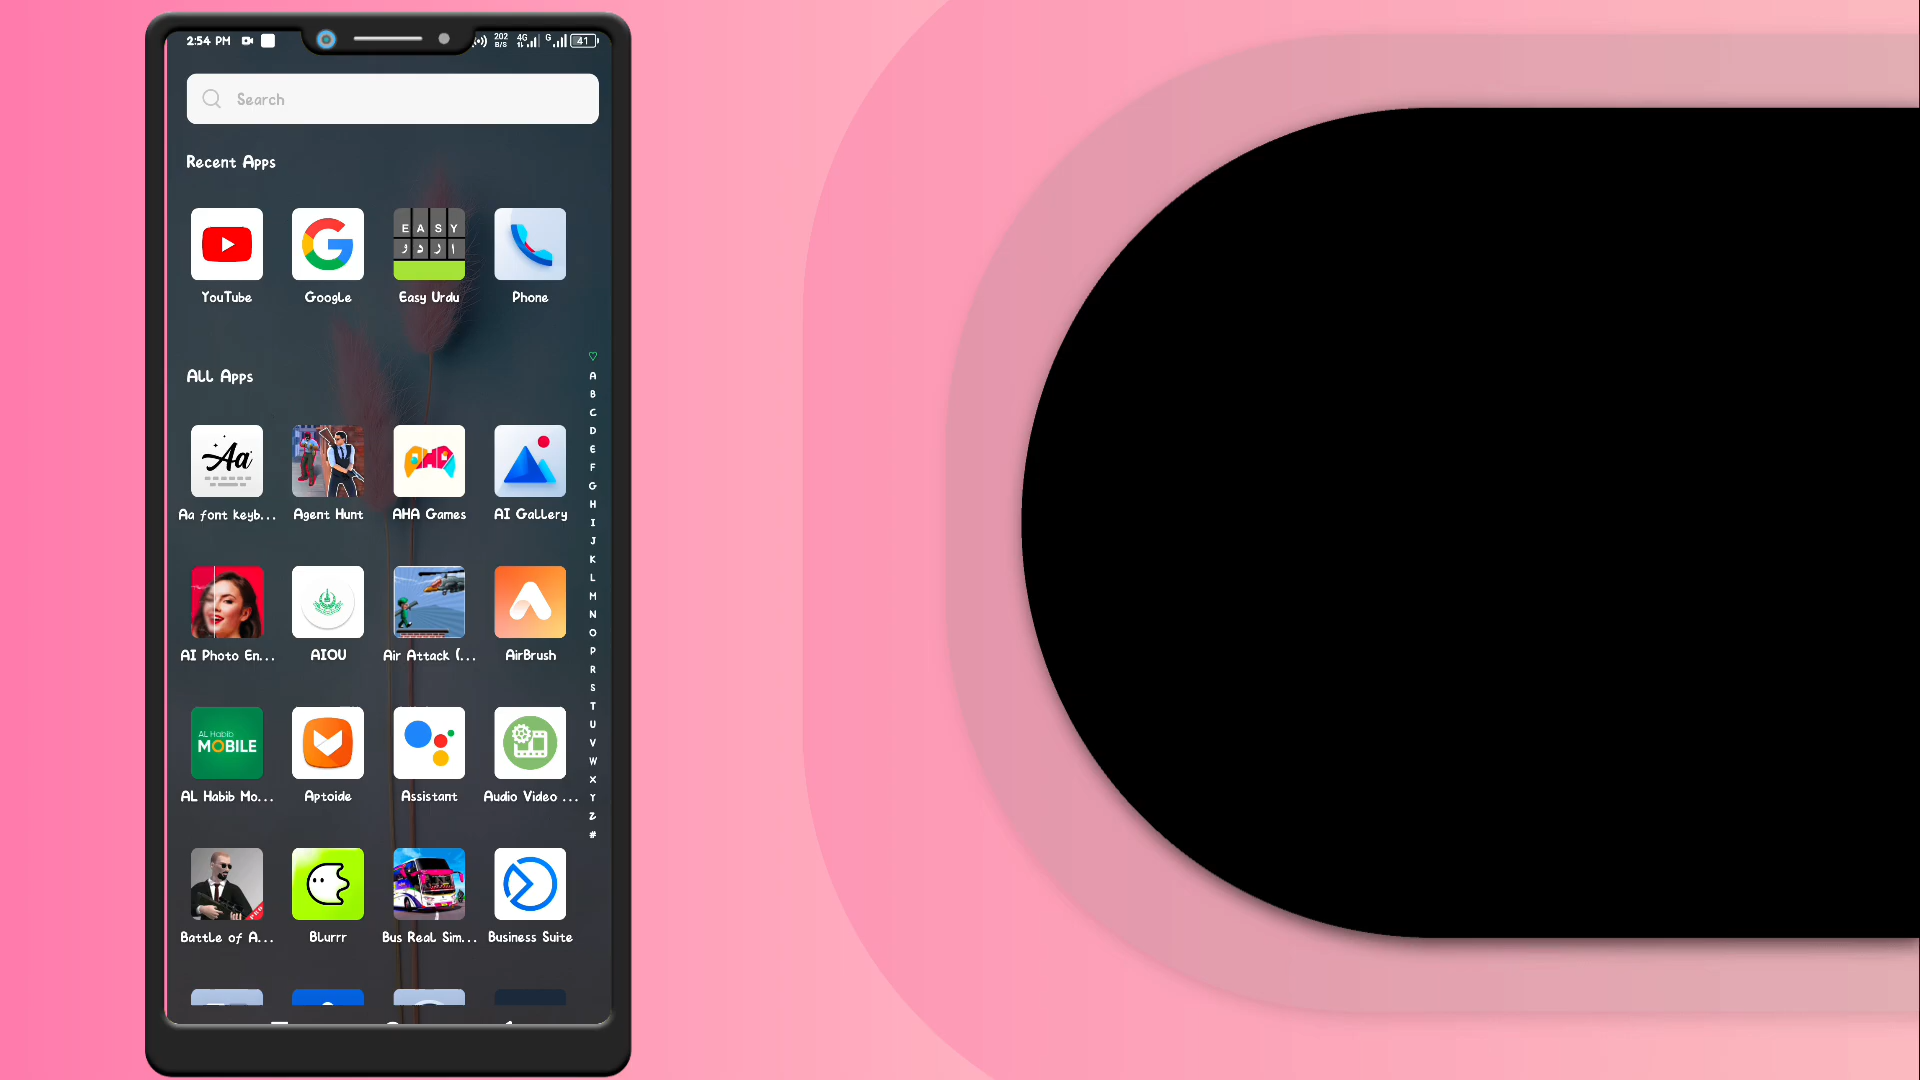 2:54 PM 202 B/S 4G G 41
Search
Recent Apps
E A S Y
ا ر د و
YouTube Google Easy Urdu Phone
All Apps
Aa
AHA
Aa font keyb... Agent Hunt AHA Games AI Gallery
AI Photo En... AIOU Air Attack (... AirBrush
AL Habib
MOBILE
AL Habib Mo... Aptoide Assistant Audio Video ...
Battle of A... Blurrr Bus Real Sim... Business Suite
A
B
C
D
E
F
G
H
I
J
K
L
M
N
O
P
R
S
T
U
V
W
X
Y
Z
#